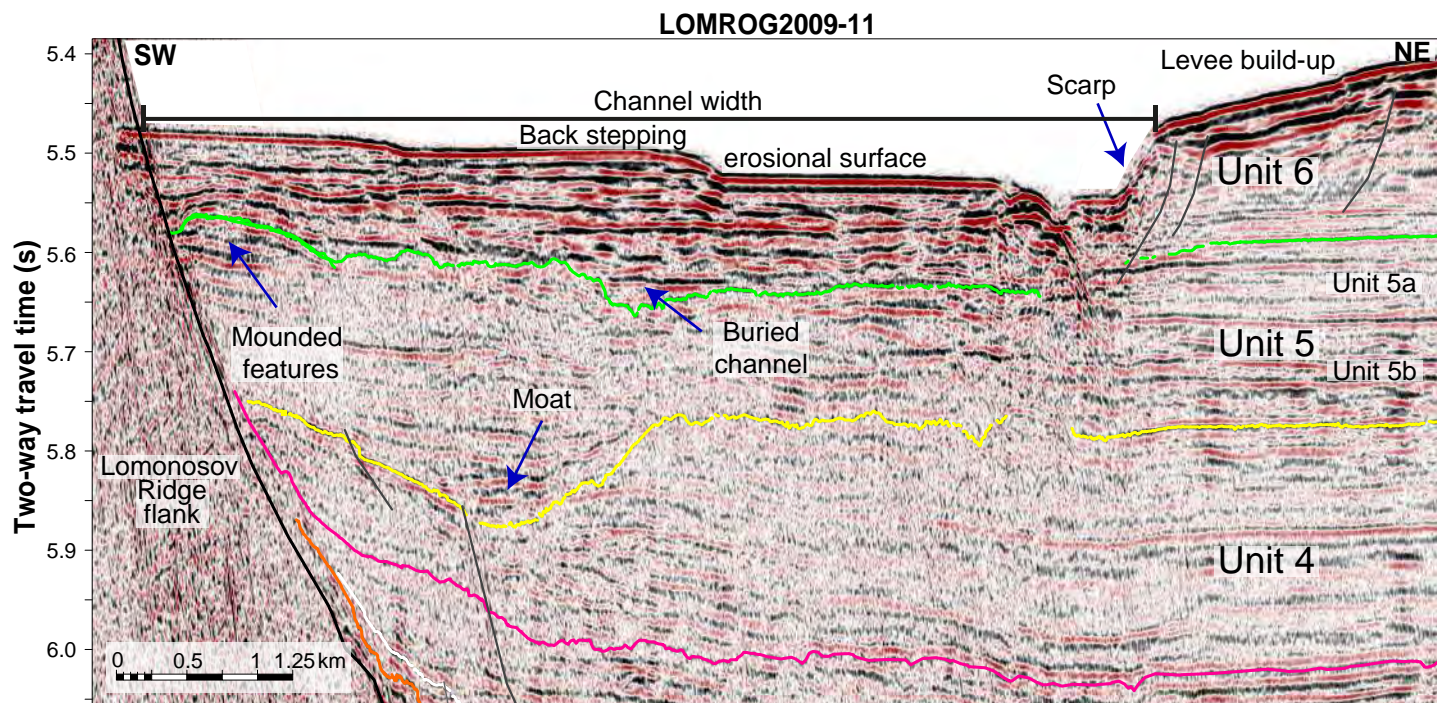 LOMROG2009-11
SW
NE
Levee build-up
Scarp
Channel width
Back stepping
erosional surface
Unit 6
Unit 5a
Unit 5
Unit 5b
Unit 4
Mounded
features
Buried
channel
Moat
Lomonosov
Ridge
flank
Two-way travel time (s)
5.4
5.5
5.6
5.7
5.8
5.9
6.0
0 0.5 1 1.25 km